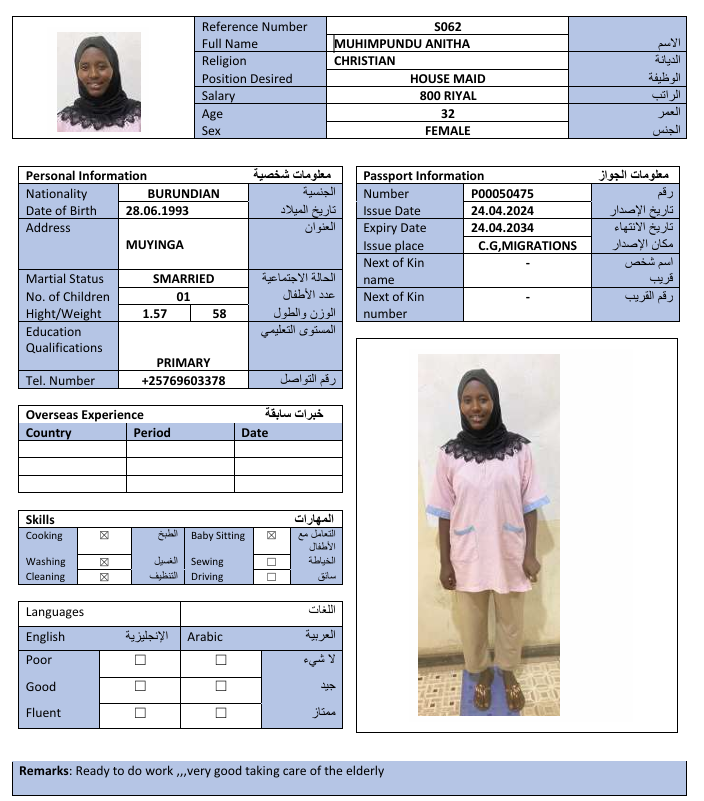 Reference Number S062
Full Name MUHIMPUNDU ANITHA الاسم
Religion CHRISTIAN الديانة
Position Desired HOUSE MAID الوظيفة
Salary 800 RIYAL الراتب
Age 32 العمر
Sex FEMALE الجنس
Personal Information معلومات شخصية
Nationality BURUNDIAN الجنسية
Date of Birth 28.06.1993 تاريخ الميلاد
Address MUYINGA العنوان
Martial Status SMARRIED الحالة الاجتماعية
No. of Children 01 عدد الأطفال
Hight/Weight 1.57 58 الوزن والطول
Education Qualifications PRIMARY المستوى التعليمي
Tel. Number +25769603378 رقم التواصل
Passport Information معلومات الجواز
Number P00050475 رقم
Issue Date 24.04.2024 تاريخ الإصدار
Expiry Date 24.04.2034 تاريخ الانتهاء
Issue place C.G,MIGRATIONS مكان الإصدار
Next of Kin name - اسم شخص قريب
Next of Kin number - رقم القريب
Overseas Experience خبرات سابقة
Country Period Date
Skills المهارات
Cooking ☒ الطبخ Baby Sitting ☒ التعامل مع الأطفال
Washing ☒ الغسيل Sewing ☐ الخياطة
Cleaning ☒ التنظيف Driving ☐ سائق
Languages اللغات
English الإنجليزية Arabic العربية
Poor ☐ ☐ لا شيء
Good ☐ ☐ جيد
Fluent ☐ ☐ ممتاز
Remarks: Ready to do work ,,,very good taking care of the elderly